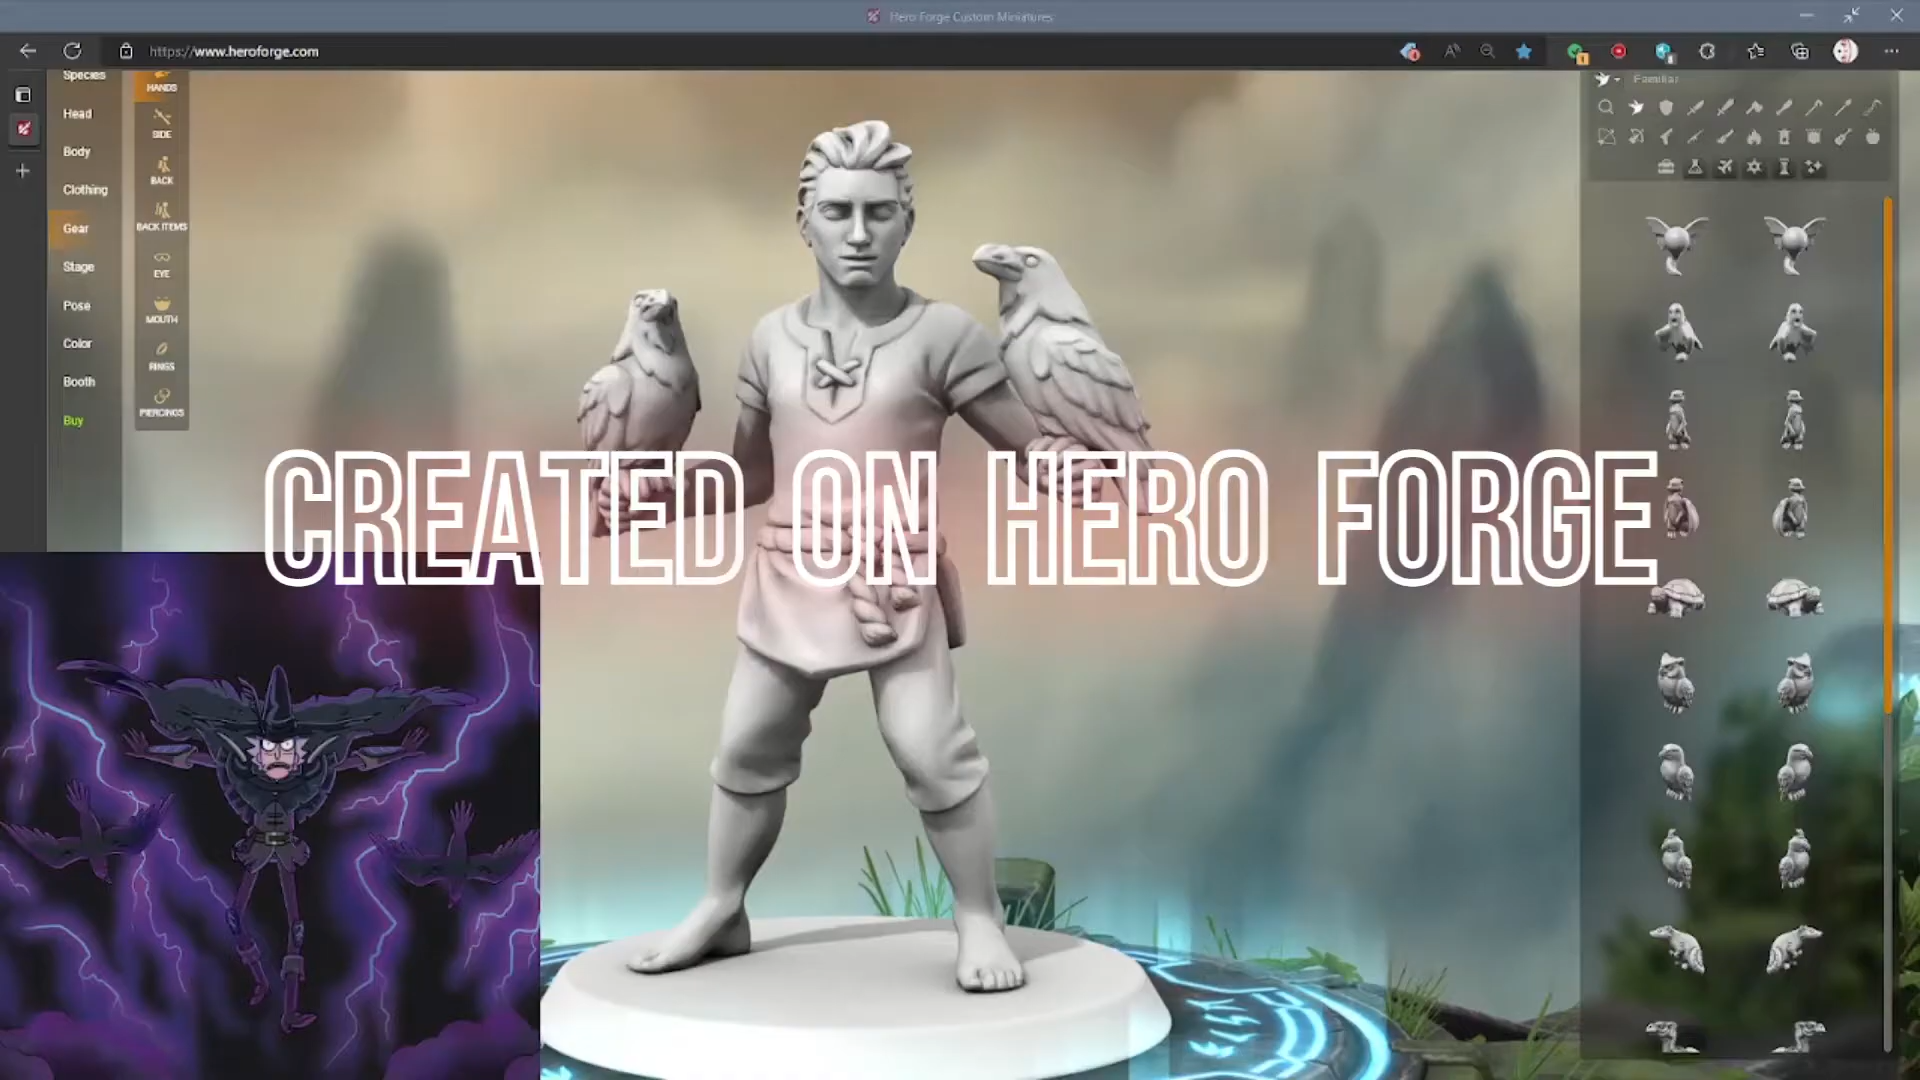 Hero Forge Custom Miniatures
https://www.heroforge.com
Species
Head
Body
Clothing
Gear
Stage
Pose
Color
Booth
Buy
HANDS
SIDE
BACK
BACK ITEMS
EYE
MOUTH
RINGS
PIERCINGS
Familiar
CREATED ON HERO FORGE